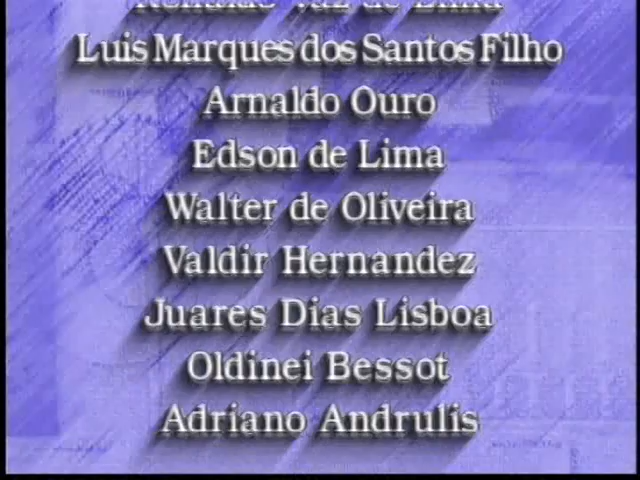 Luis Marques dos Santos Filho
Arnaldo Ouro
Edson de Lima
Walter de Oliveira
Valdir Hernandez
Juares Dias Lisboa
Oldinei Bessot
Adriano Andrulis